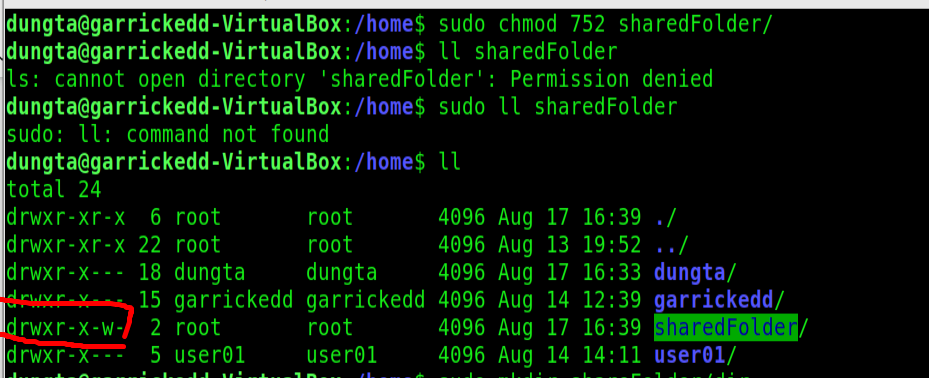 dungta@garrickedd-VirtualBox:/home$ sudo chmod 752 sharedFolder/
dungta@garrickedd-VirtualBox:/home$ ll sharedFolder
ls: cannot open directory 'sharedFolder': Permission denied
dungta@garrickedd-VirtualBox:/home$ sudo ll sharedFolder
sudo: ll: command not found
dungta@garrickedd-VirtualBox:/home$ ll
total 24
drwxr-xr-x  6 root       root       4096 Aug 17 16:39 ./
drwxr-xr-x 22 root       root       4096 Aug 13 19:52 ../
drwxr-x--- 18 dungta     dungta     4096 Aug 17 16:33 dungta/
drwxr-x--- 15 garrickedd garrickedd 4096 Aug 14 12:39 garrickedd/
drwxr-x-w-  2 root       root       4096 Aug 17 16:39 sharedFolder/
drwxr-x---  5 user01     user01     4096 Aug 14 14:11 user01/